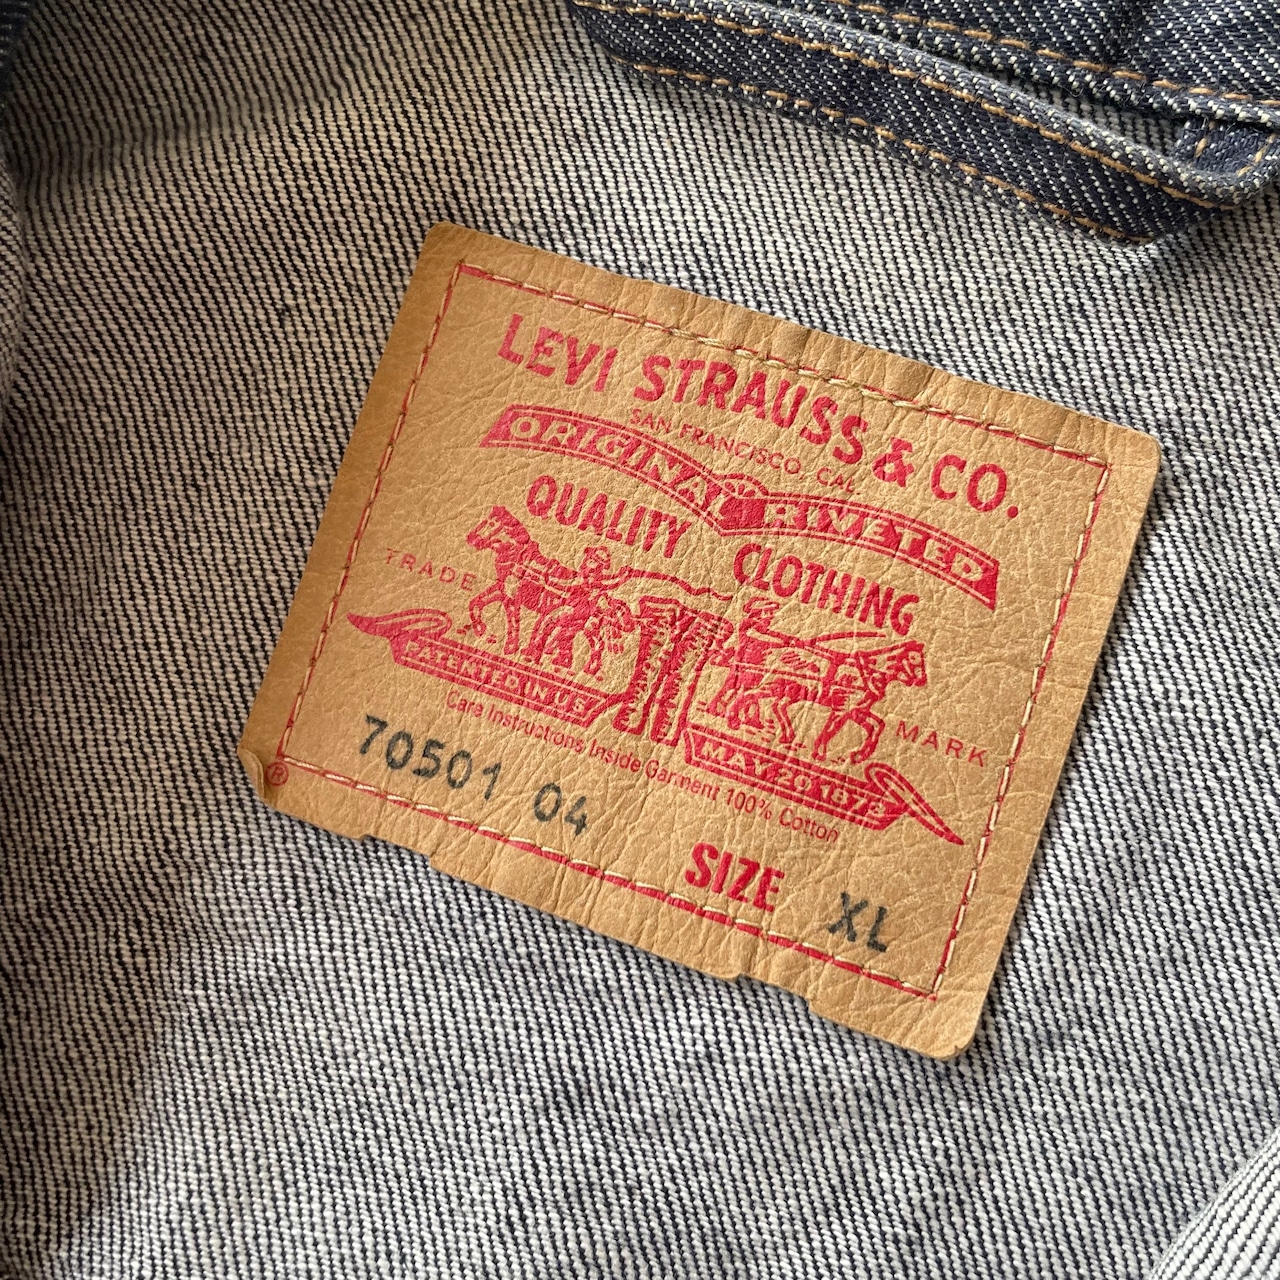 LEVI STRAUSS & CO.
SAN FRANCISCO, CAL.
ORIGINAL RIVETED
QUALITY CLOTHING
TRADE MARK
PATENTED IN U.S.
MAY 20 1873
Care Instructions Inside Garment 100% Cotton
®
70501 04
SIZE XL